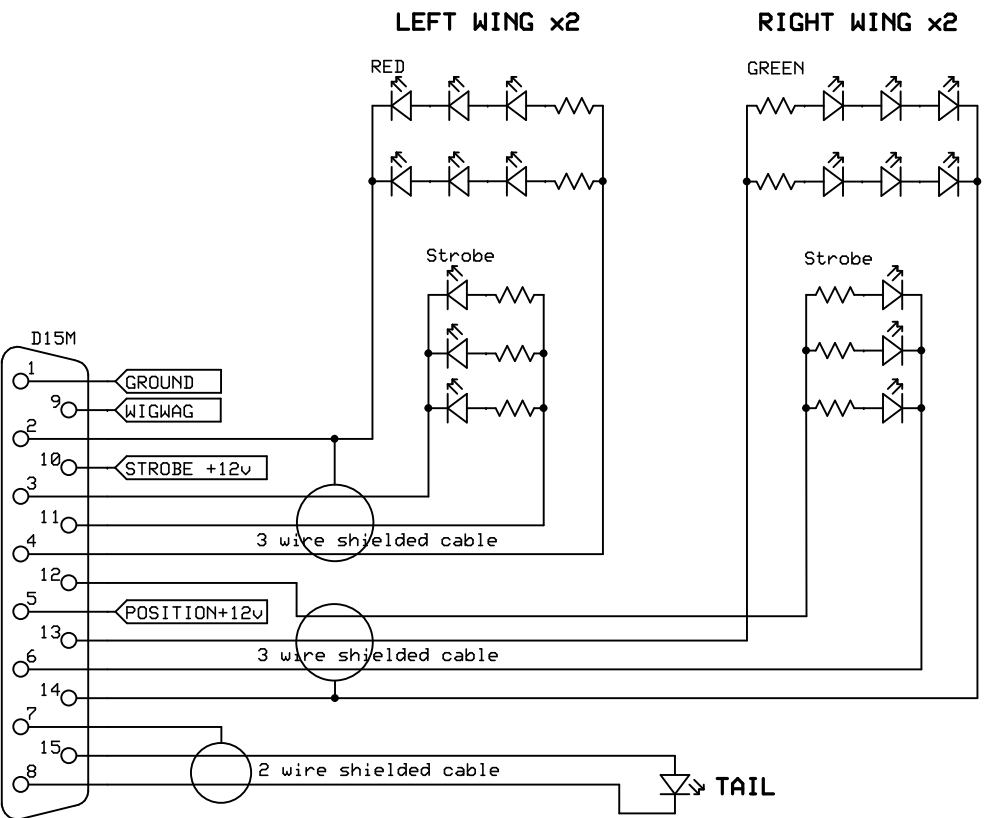 LEFT WING x2
RIGHT WING x2
RED
GREEN
Strobe
Strobe
D15M
1
GROUND
9
WIGWAG
2
10
STROBE +12v
3
11
3 wire shielded cable
4
12
5
POSITION+12v
13
3 wire shielded cable
6
14
7
15
2 wire shielded cable
8
TAIL